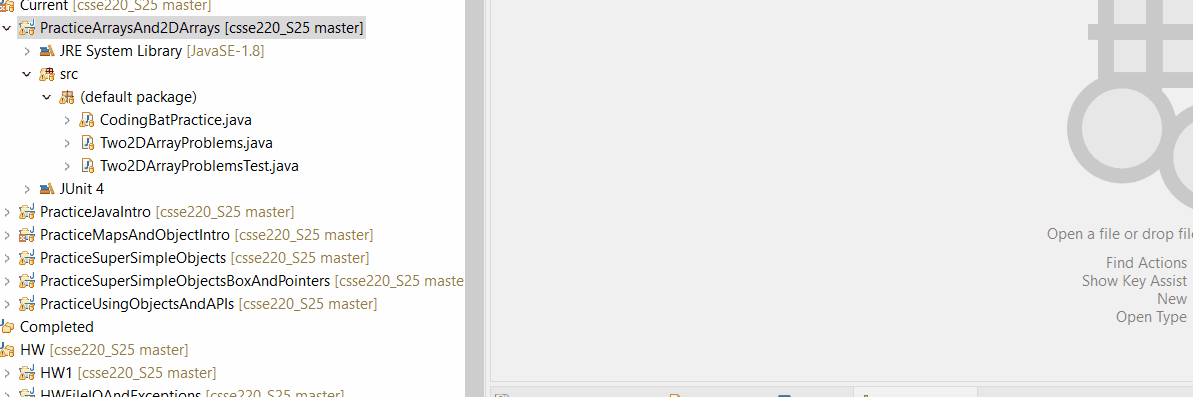 Current [csse220_S25 master]
PracticeArraysAnd2DArrays [csse220_S25 master]
JRE System Library [JavaSE-1.8]
src
(default package)
CodingBatPractice.java
Two2DArrayProblems.java
Two2DArrayProblemsTest.java
JUnit 4
PracticeJavaIntro [csse220_S25 master]
PracticeMapsAndObjectIntro [csse220_S25 master]
PracticeSuperSimpleObjects [csse220_S25 master]
PracticeSuperSimpleObjectsBoxAndPointers [csse220_S25 maste
PracticeUsingObjectsAndAPIs [csse220_S25 master]
Completed
HW [csse220_S25 master]
HW1 [csse220_S25 master]
HWFileIOAndExceptions [csse220_S25 master]
Open a file or drop file
Find Actions
Show Key Assist
New
Open Type